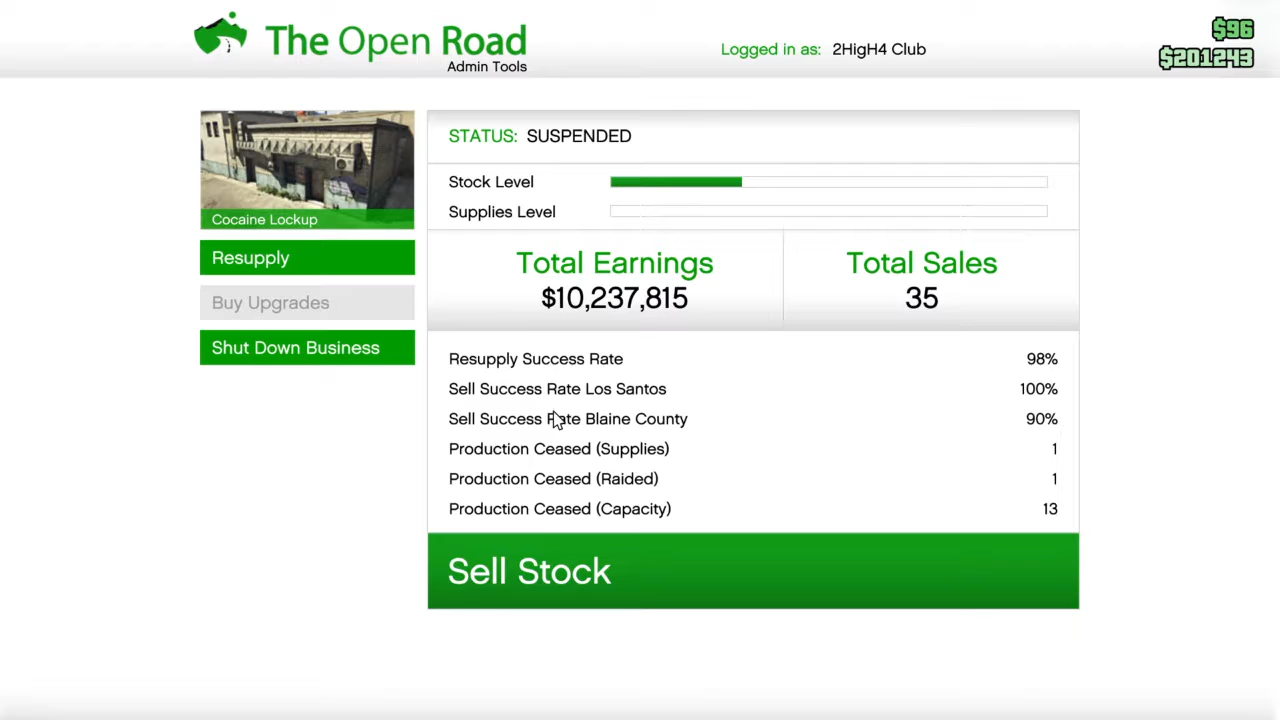 The Open Road
Admin Tools
Logged in as: 2HigH4 Club
$96
$201243
Cocaine Lockup
Resupply
Buy Upgrades
Shut Down Business
STATUS: SUSPENDED
Stock Level
Supplies Level
Total Earnings
$10,237,815
Total Sales
35
Resupply Success Rate 98%
Sell Success Rate Los Santos 100%
Sell Success Rate Blaine County 90%
Production Ceased (Supplies) 1
Production Ceased (Raided) 1
Production Ceased (Capacity) 13
Sell Stock